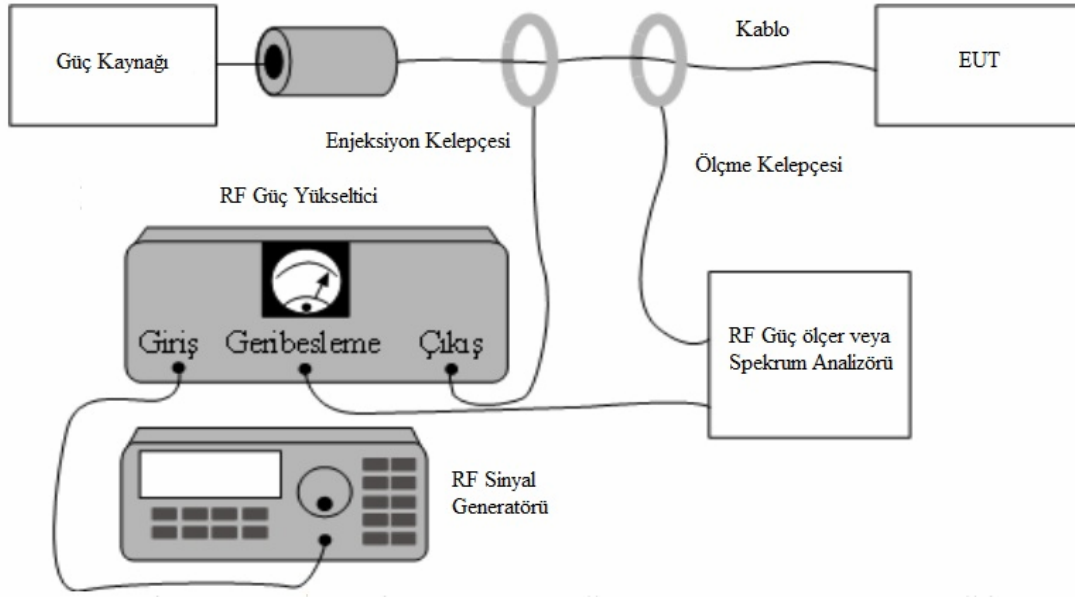 Güç Kaynağı
Kablo
EUT
Enjeksiyon Kelepçesi
Ölçme Kelepçesi
RF Güç Yükseltici
Giriş Geribesleme Çıkış
RF Güç ölçer veya
Spekrum Analizörü
RF Sinyal
Generatörü